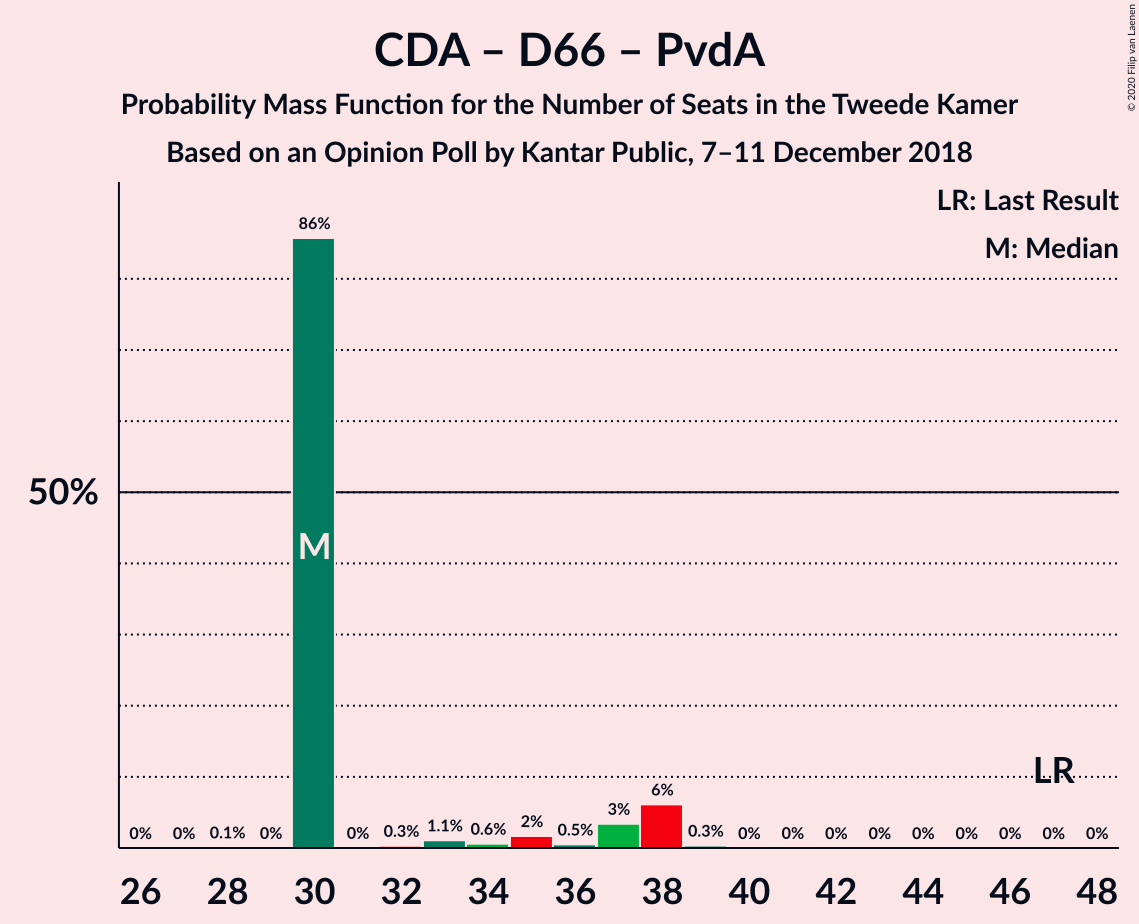 CDA – D66 – PvdA
Probability Mass Function for the Number of Seats in the Tweede Kamer
Based on an Opinion Poll by Kantar Public, 7–11 December 2018
© 2020 Filip van Laenen
LR: Last Result
M: Median
86%
50%
M
LR
0% 0% 0.1% 0% 0% 0.3% 1.1% 0.6% 2% 0.5% 3% 6% 0.3% 0% 0% 0% 0% 0% 0% 0% 0% 0%
26 28 30 32 34 36 38 40 42 44 46 48